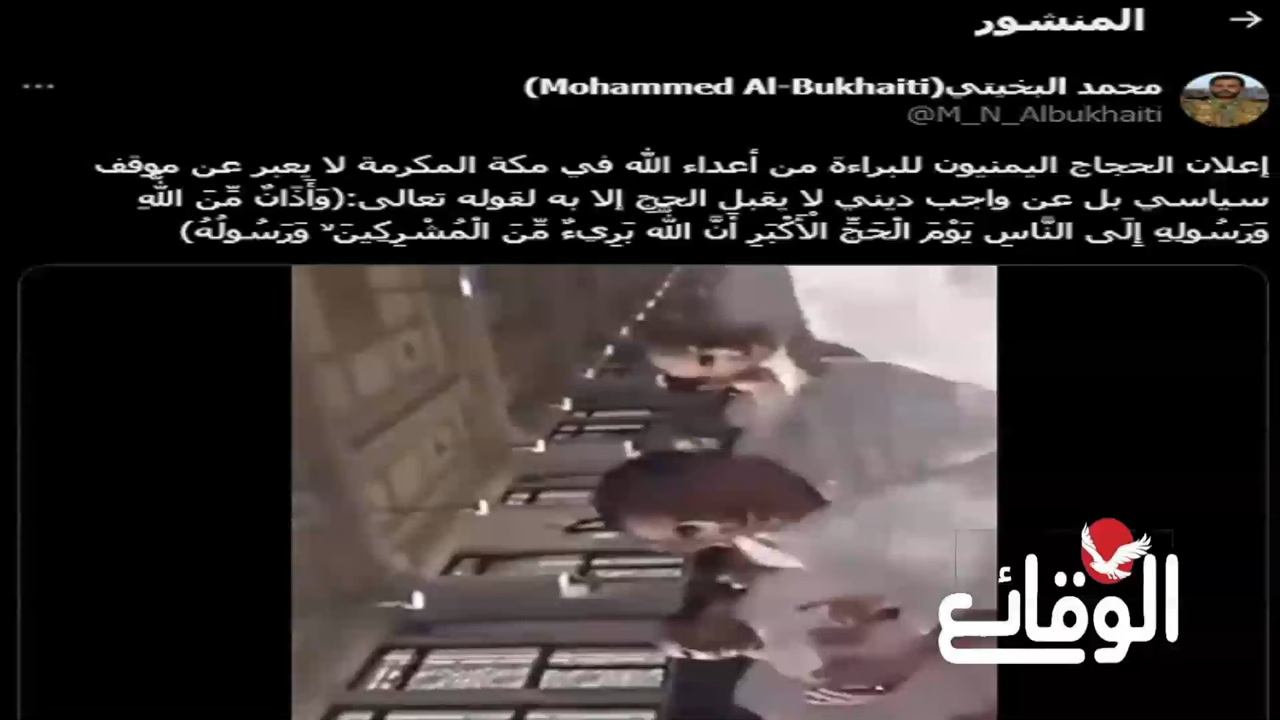 المنشور
محمد البخيتي(Mohammed Al-Bukhaiti)
@M_N_Albukhaiti
إعلان الحجاج اليمنيون للبراءة من أعداء الله في مكة المكرمة لا يعبر عن موقف
سياسي بل عن واجب ديني لا يقبل الحج إلا به لقوله تعالى:(وَأَذَانٌ مِّنَ اللَّهِ
وَرَسُولِهِ إِلَى النَّاسِ يَوْمَ الْحَجِّ الْأَكْبَرِ أَنَّ اللَّهَ بَرِيءٌ مِّنَ الْمُشْرِكِينَ ۙ وَرَسُولُهُ)
الوقائع